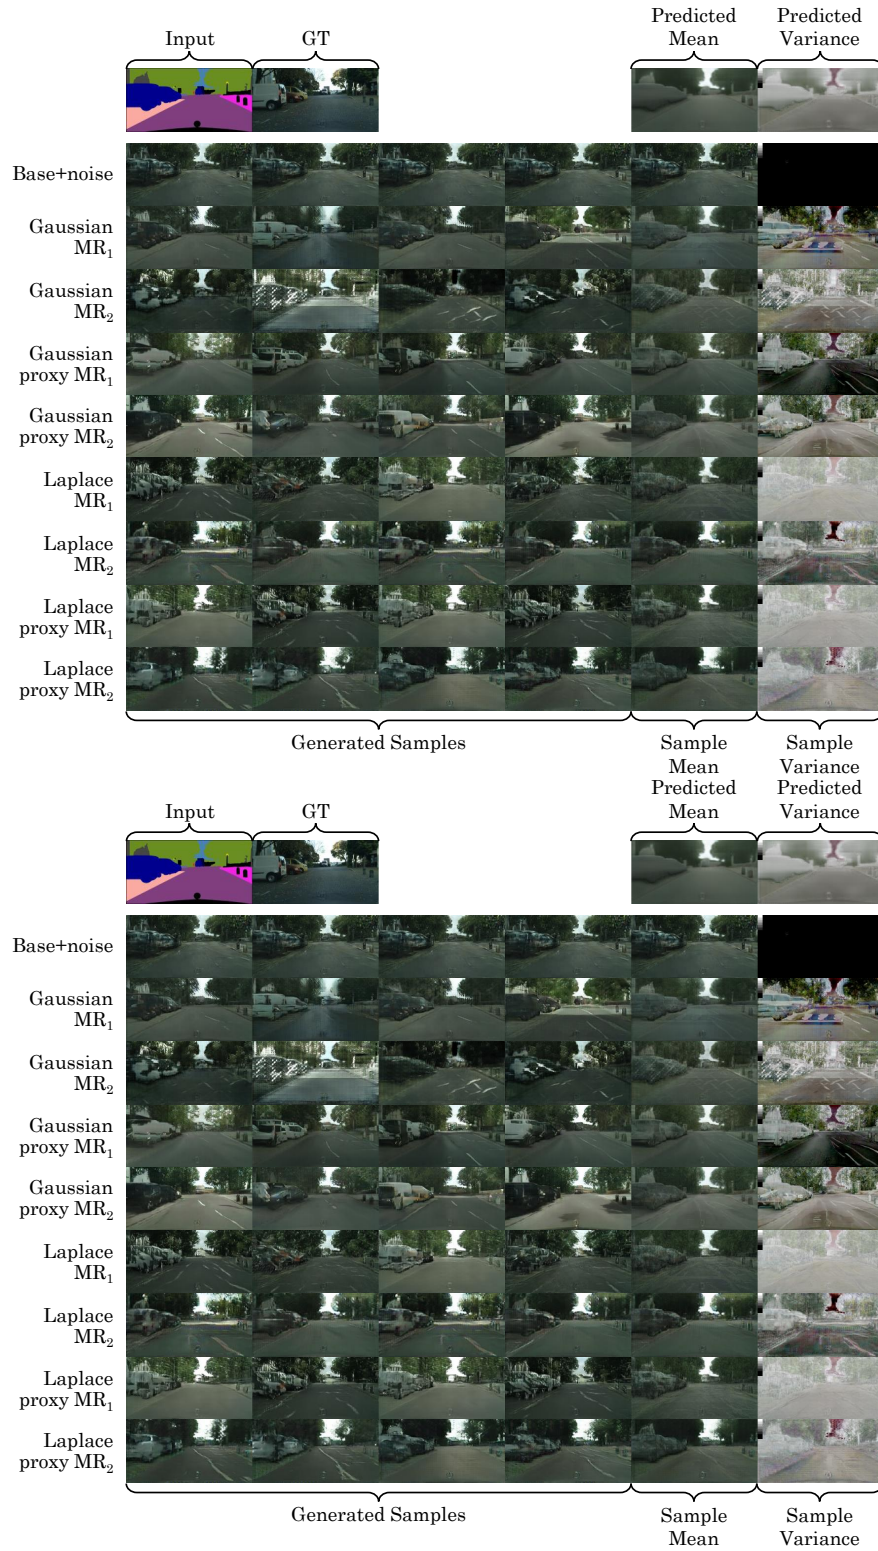 Predicted Predicted
Mean Variance
Input GT
Base+noise
Gaussian
MR₁
Gaussian
MR₂
Gaussian
proxy MR₁
Gaussian
proxy MR₂
Laplace
MR₁
Laplace
MR₂
Laplace
proxy MR₁
Laplace
proxy MR₂
Generated Samples
Sample Sample
Mean Variance
Predicted Predicted
Mean Variance
Input GT
Base+noise
Gaussian
MR₁
Gaussian
MR₂
Gaussian
proxy MR₁
Gaussian
proxy MR₂
Laplace
MR₁
Laplace
MR₂
Laplace
proxy MR₁
Laplace
proxy MR₂
Generated Samples
Sample Sample
Mean Variance